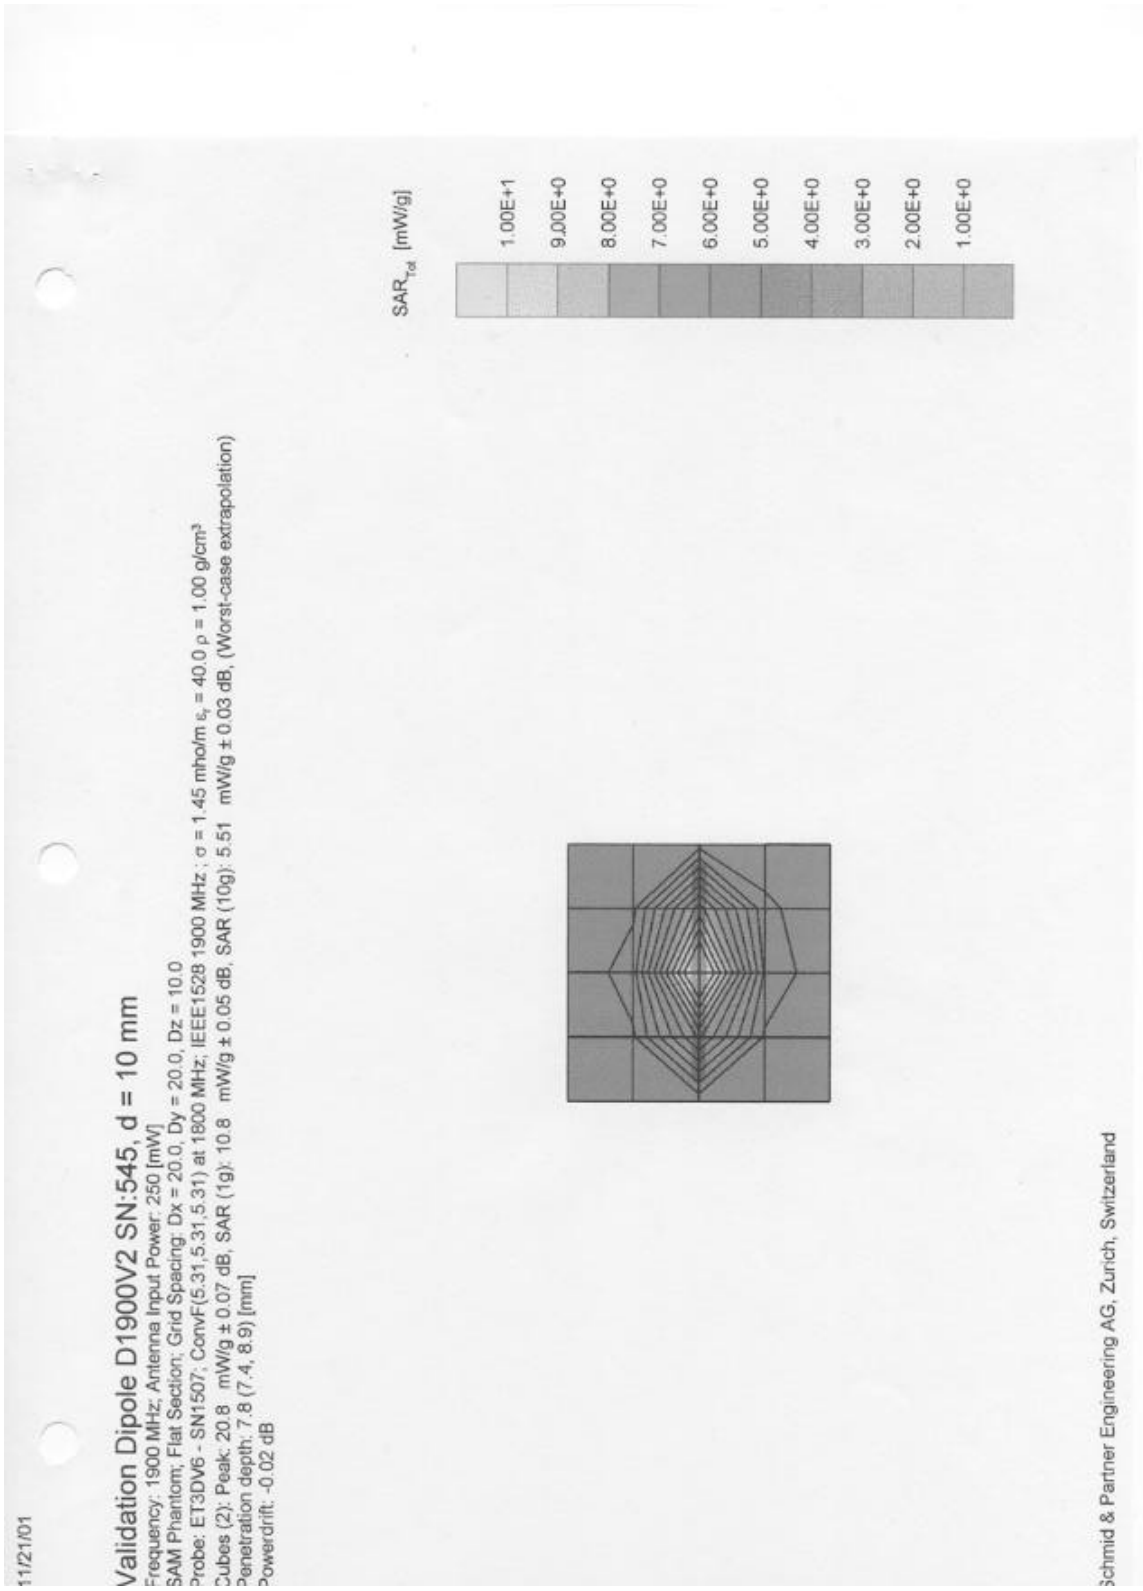 11/21/01
Validation Dipole D1900V2 SN:545, d = 10 mm
Frequency: 1900 MHz; Antenna Input Power: 250 [mW]
SAM Phantom; Flat Section; Grid Spacing: Dx = 20.0, Dy = 20.0, Dz = 10.0
Probe: ET3DV6 - SN1507; ConvF(5.31,5.31,5.31) at 1800 MHz; IEEE1528 1900 MHz ; σ = 1.45 mho/m εr = 40.0 ρ = 1.00 g/cm³
Cubes (2): Peak: 20.8 mW/g ± 0.07 dB, SAR (1g): 10.8 mW/g ± 0.05 dB, SAR (10g): 5.51 mW/g ± 0.03 dB, (Worst-case extrapolation)
Penetration depth: 7.8 (7.4, 8.9) [mm]
Powerdrift: -0.02 dB
SARTot [mW/g]
1.00E+1
9.00E+0
8.00E+0
7.00E+0
6.00E+0
5.00E+0
4.00E+0
3.00E+0
2.00E+0
1.00E+0
Schmid & Partner Engineering AG, Zurich, Switzerland